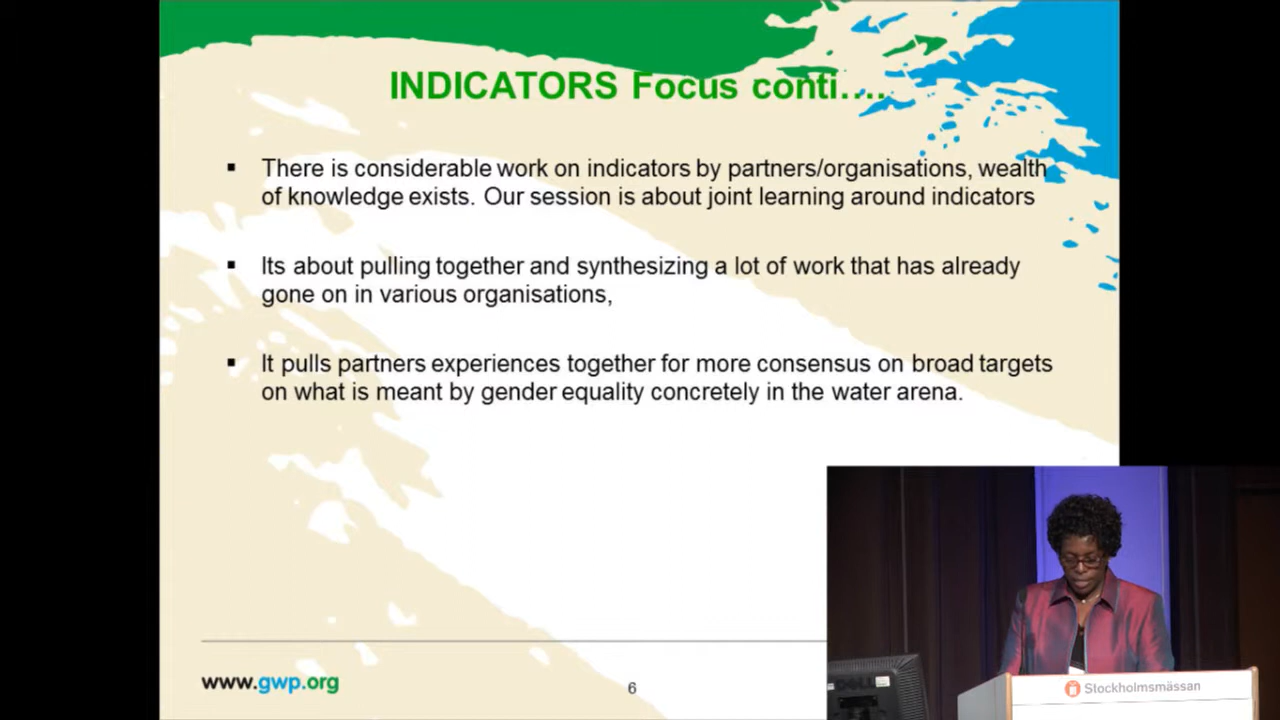 INDICATORS Focus conti....
▪ There is considerable work on indicators by partners/organisations, wealth
of knowledge exists. Our session is about joint learning around indicators
▪ Its about pulling together and synthesizing a lot of work that has already
gone on in various organisations,
▪ It pulls partners experiences together for more consensus on broad targets
on what is meant by gender equality concretely in the water arena.
www.gwp.org
6
DELL
Stockholmsmässan